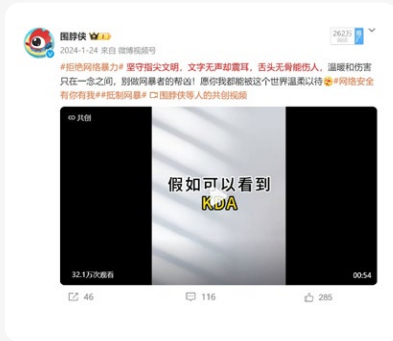 围脖侠
262万
2024-1-24 来自 微博视频号
#拒绝网络暴力# 坚守指尖文明，文字无声却震耳，舌头无骨能伤人，温暖和伤害
只在一念之间，别做网暴者的帮凶！愿我我都能被这个世界温柔以待 #网络安全
有你有我##抵制网暴# 围脖侠等人的共创视频
共创
假如可以看到
KDA
32.1万次观看
00:54
46
116
285